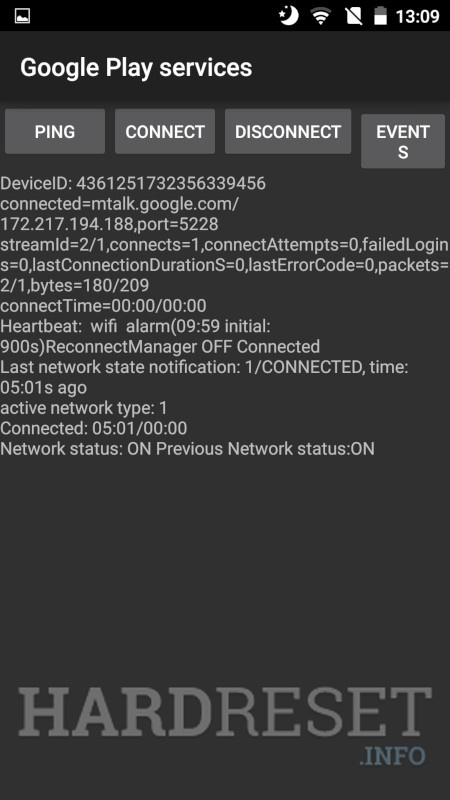 13:09
Google Play services
PING
CONNECT
DISCONNECT
EVENT
S
DeviceID: 4361251732356339456
connected=mtalk.google.com/
172.217.194.188,port=5228
streamId=2/1,connects=1,connectAttempts=0,failedLogin
s=0,lastConnectionDurationS=0,lastErrorCode=0,packets=
2/1,bytes=180/209
connectTime=00:00/00:00
Heartbeat:  wifi  alarm(09:59 initial:
900s)ReconnectManager OFF Connected
Last network state notification: 1/CONNECTED, time:
05:01s ago
active network type: 1
Connected: 05:01/00:00
Network status: ON Previous Network status:ON
HARDRESET
.INFO